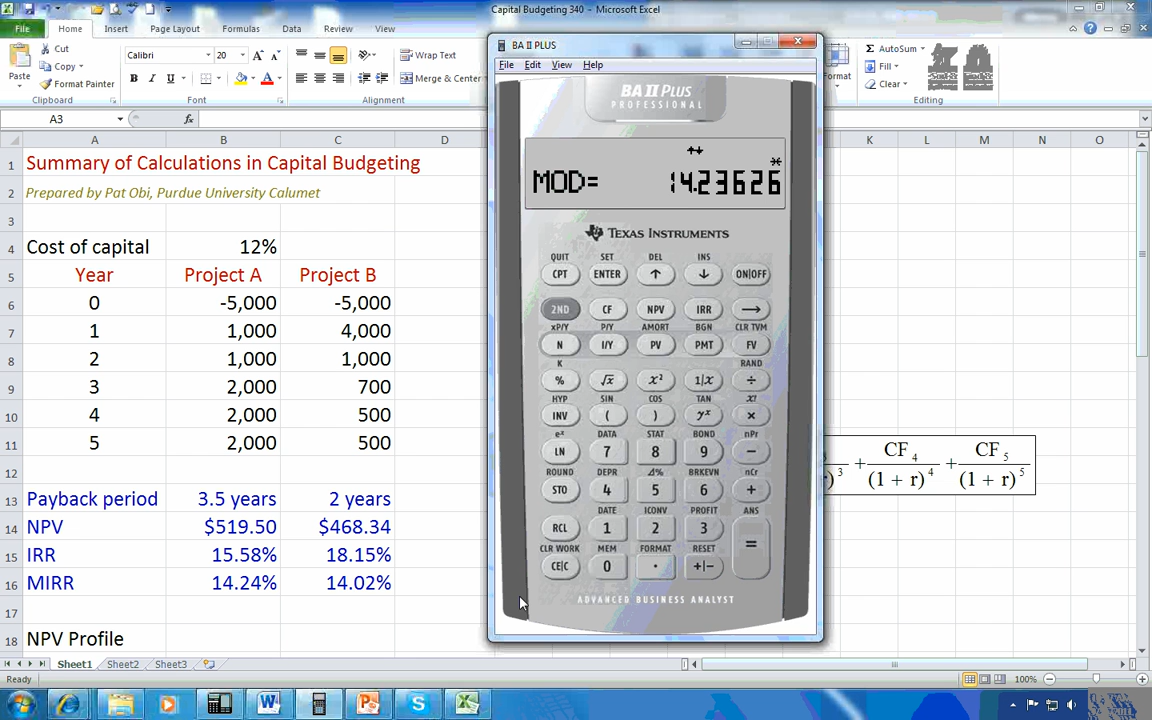 Capital Budgeting 340 - Microsoft Excel
File Home Insert Page Layout Formulas Data Review View
Cut
Copy
Format Painter
Paste
Clipboard
Calibri 20
B I U
Font
Wrap Text
Merge & Center
Alignment
Format
AutoSum
Fill
Clear
Editing
A3 fx
A B C D K L M N O
1 Summary of Calculations in Capital Budgeting
2 Prepared by Pat Obi, Purdue University Calumet
3
4 Cost of capital 12%
5 Year Project A Project B
6 0 -5,000 -5,000
7 1 1,000 4,000
8 2 1,000 1,000
9 3 2,000 700
10 4 2,000 500
11 5 2,000 500
12
13 Payback period 3.5 years 2 years
14 NPV $519.50 $468.34
15 IRR 15.58% 18.15%
16 MIRR 14.24% 14.02%
17
18 NPV Profile
Sheet1 Sheet2 Sheet3
Ready
100%
BA II PLUS
File Edit View Help
BA II Plus
PROFESSIONAL
MOD= 14.23626
TEXAS INSTRUMENTS
QUIT SET DEL INS
CPT ENTER ↑ ↓ ON|OFF
2ND CF NPV IRR →
xP/Y P/Y AMORT BGN CLR TVM
N I/Y PV PMT FV
K RAND
% √x x² 1/x ÷
HYP SIN COS TAN x!
INV ( ) yˣ ×
eˣ DATA STAT BOND nPr
LN 7 8 9 −
ROUND DEPR Δ% BRKEVN nCr
STO 4 5 6 +
DATE ICONV PROFIT ANS
RCL 1 2 3 =
CLR WORK MEM FORMAT RESET
CE|C 0 . +|−
ADVANCED BUSINESS ANALYST
r)³ + CF₄ / (1 + r)⁴ + CF₅ / (1 + r)⁵